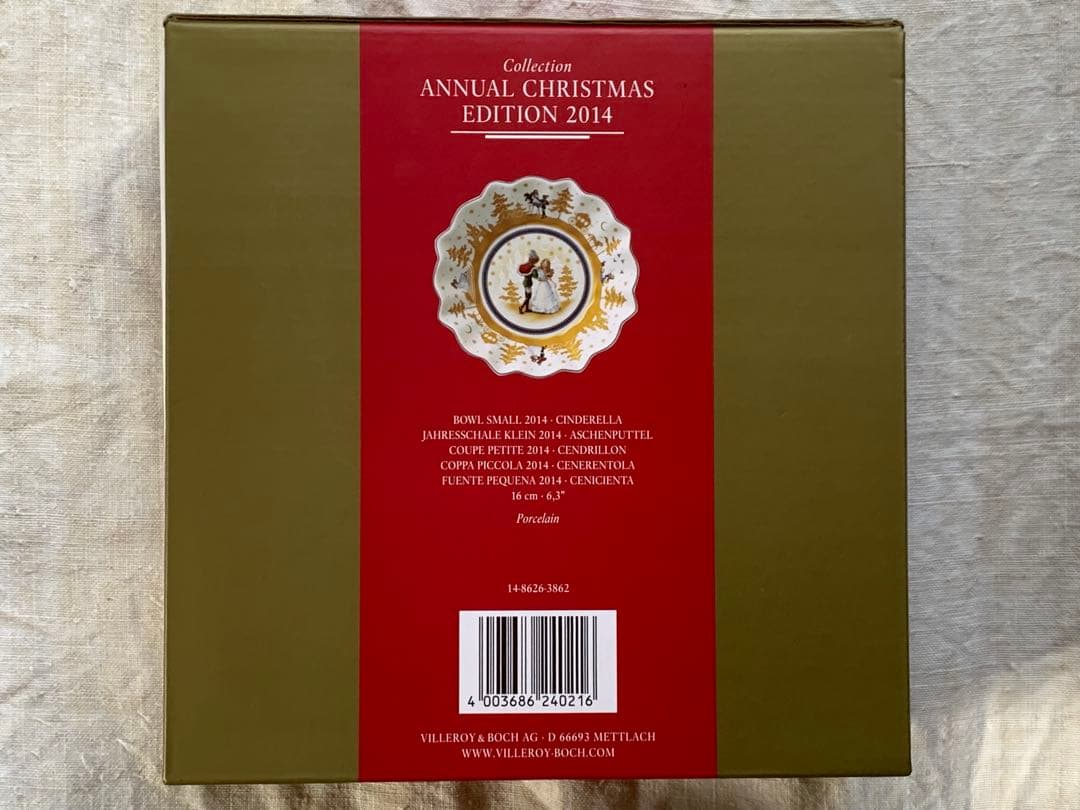 Collection
ANNUAL CHRISTMAS
EDITION 2014
BOWL SMALL 2014 · CINDERELLA
JAHRESSCHALE KLEIN 2014 · ASCHENPUTTEL
COUPE PETITE 2014 · CENDRILLON
COPPA PICCOLA 2014 · CENERENTOLA
FUENTE PEQUENA 2014 · CENICIENTA
16 cm · 6,3"
Porcelain
14-8626-3862
4 003686 240216
VILLEROY & BOCH AG · D 66693 METTLACH
WWW.VILLEROY-BOCH.COM